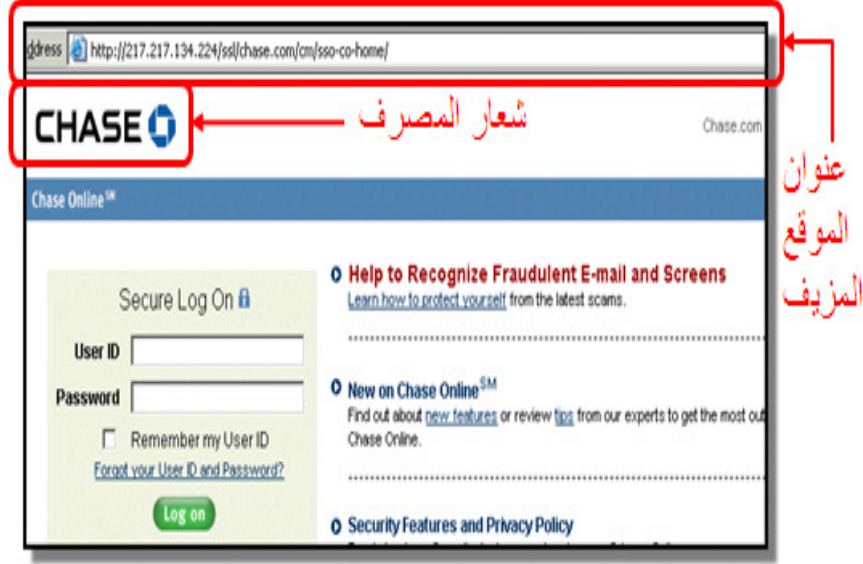 ddress http://217.217.134.224/ssl/chase.com/cm/sso-co-home/
CHASE
شعار المصرف
Chase.com
عنوان
الموقع
المزيف
Chase Online℠
Secure Log On
User ID
Password
Remember my User ID
Forgot your User ID and Password?
Log on
Help to Recognize Fraudulent E-mail and Screens
Learn how to protect yourself from the latest scams.
New on Chase Online℠
Find out about new features or review tips from our experts to get the most out
Chase Online.
Security Features and Privacy Policy